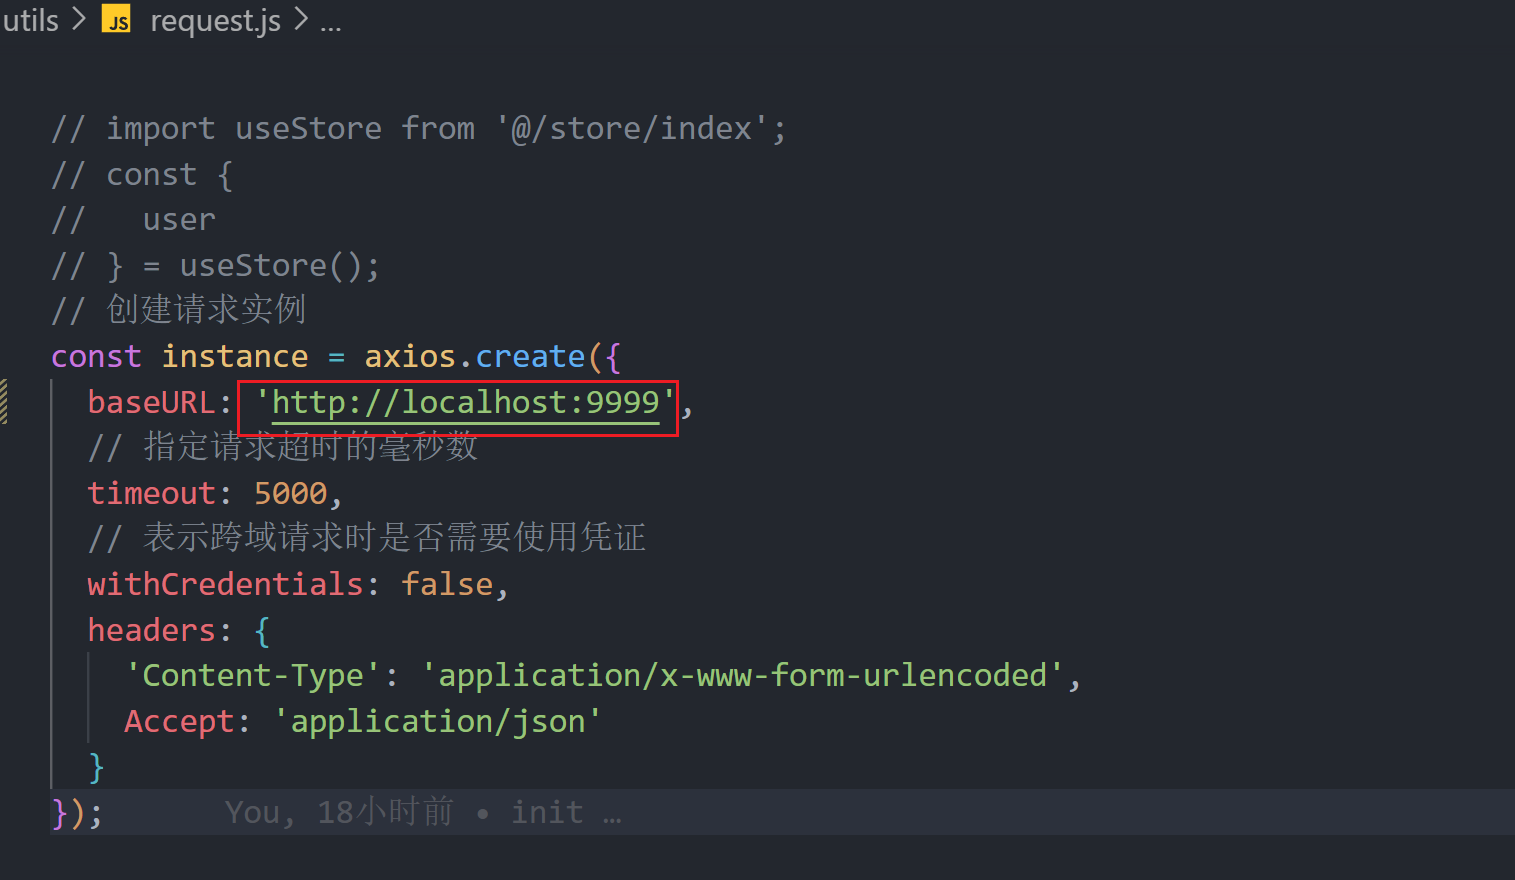 utils > JS request.js > ...
// import useStore from '@/store/index';
// const {
//   user
// } = useStore();
// 创建请求实例
const instance = axios.create({
  baseURL: 'http://localhost:9999',
  // 指定请求超时的毫秒数
  timeout: 5000,
  // 表示跨域请求时是否需要使用凭证
  withCredentials: false,
  headers: {
    'Content-Type': 'application/x-www-form-urlencoded',
    Accept: 'application/json'
  }
});      You, 18小时前 • init …